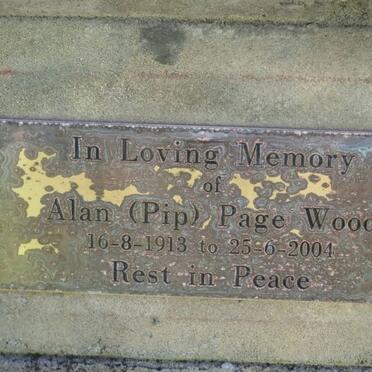 In Loving Memory
of
Alan (Pip) Page Wood
16-8-1913 to 25-6-2004
Rest in Peace